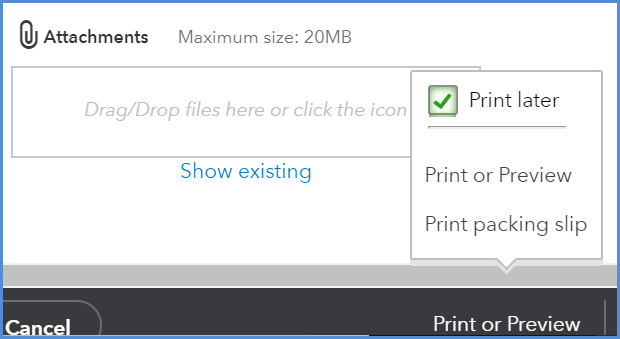 Attachments Maximum size: 20MB
Drag/Drop files here or click the icon
Show existing
Print later
Print or Preview
Print packing slip
Cancel
Print or Preview